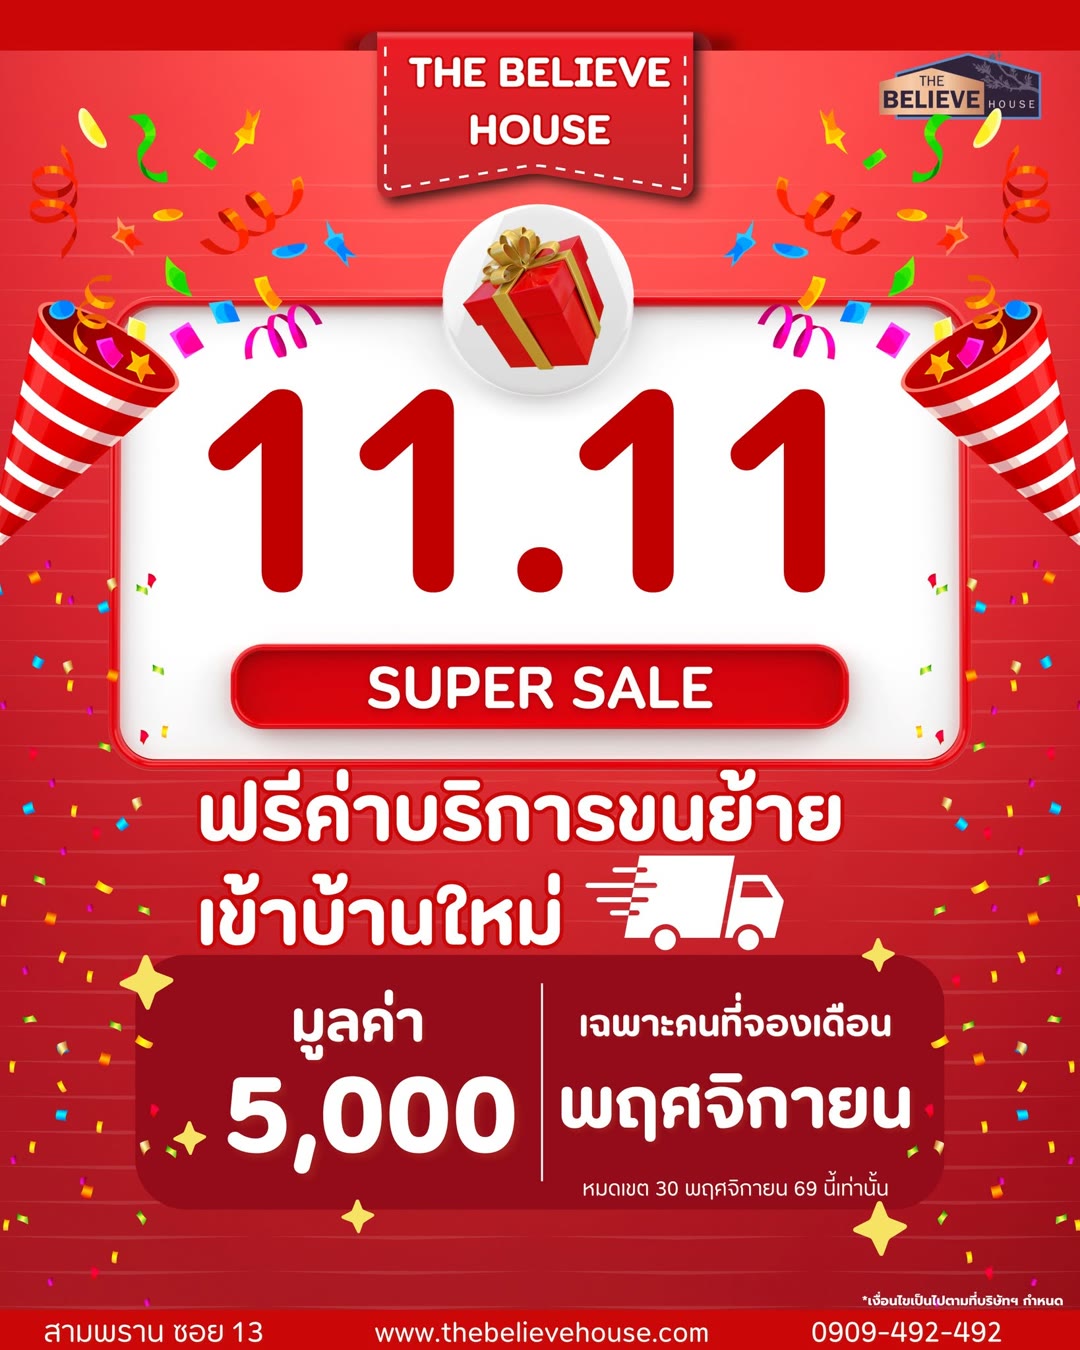 THE BELIEVE
HOUSE
THE
BELIEVE HOUSE
11.11
SUPER SALE
ฟรีค่าบริการขนย้าย
เข้าบ้านใหม่
มูลค่า
5,000
เฉพาะคนที่จองเดือน
พฤศจิกายน
หมดเขต 30 พฤศจิกายน 69 นี้เท่านั้น
*เงื่อนไขเป็นไปตามที่บริษัทฯ กำหนด
สามพราน ซอย 13
www.thebelievehouse.com
0909-492-492